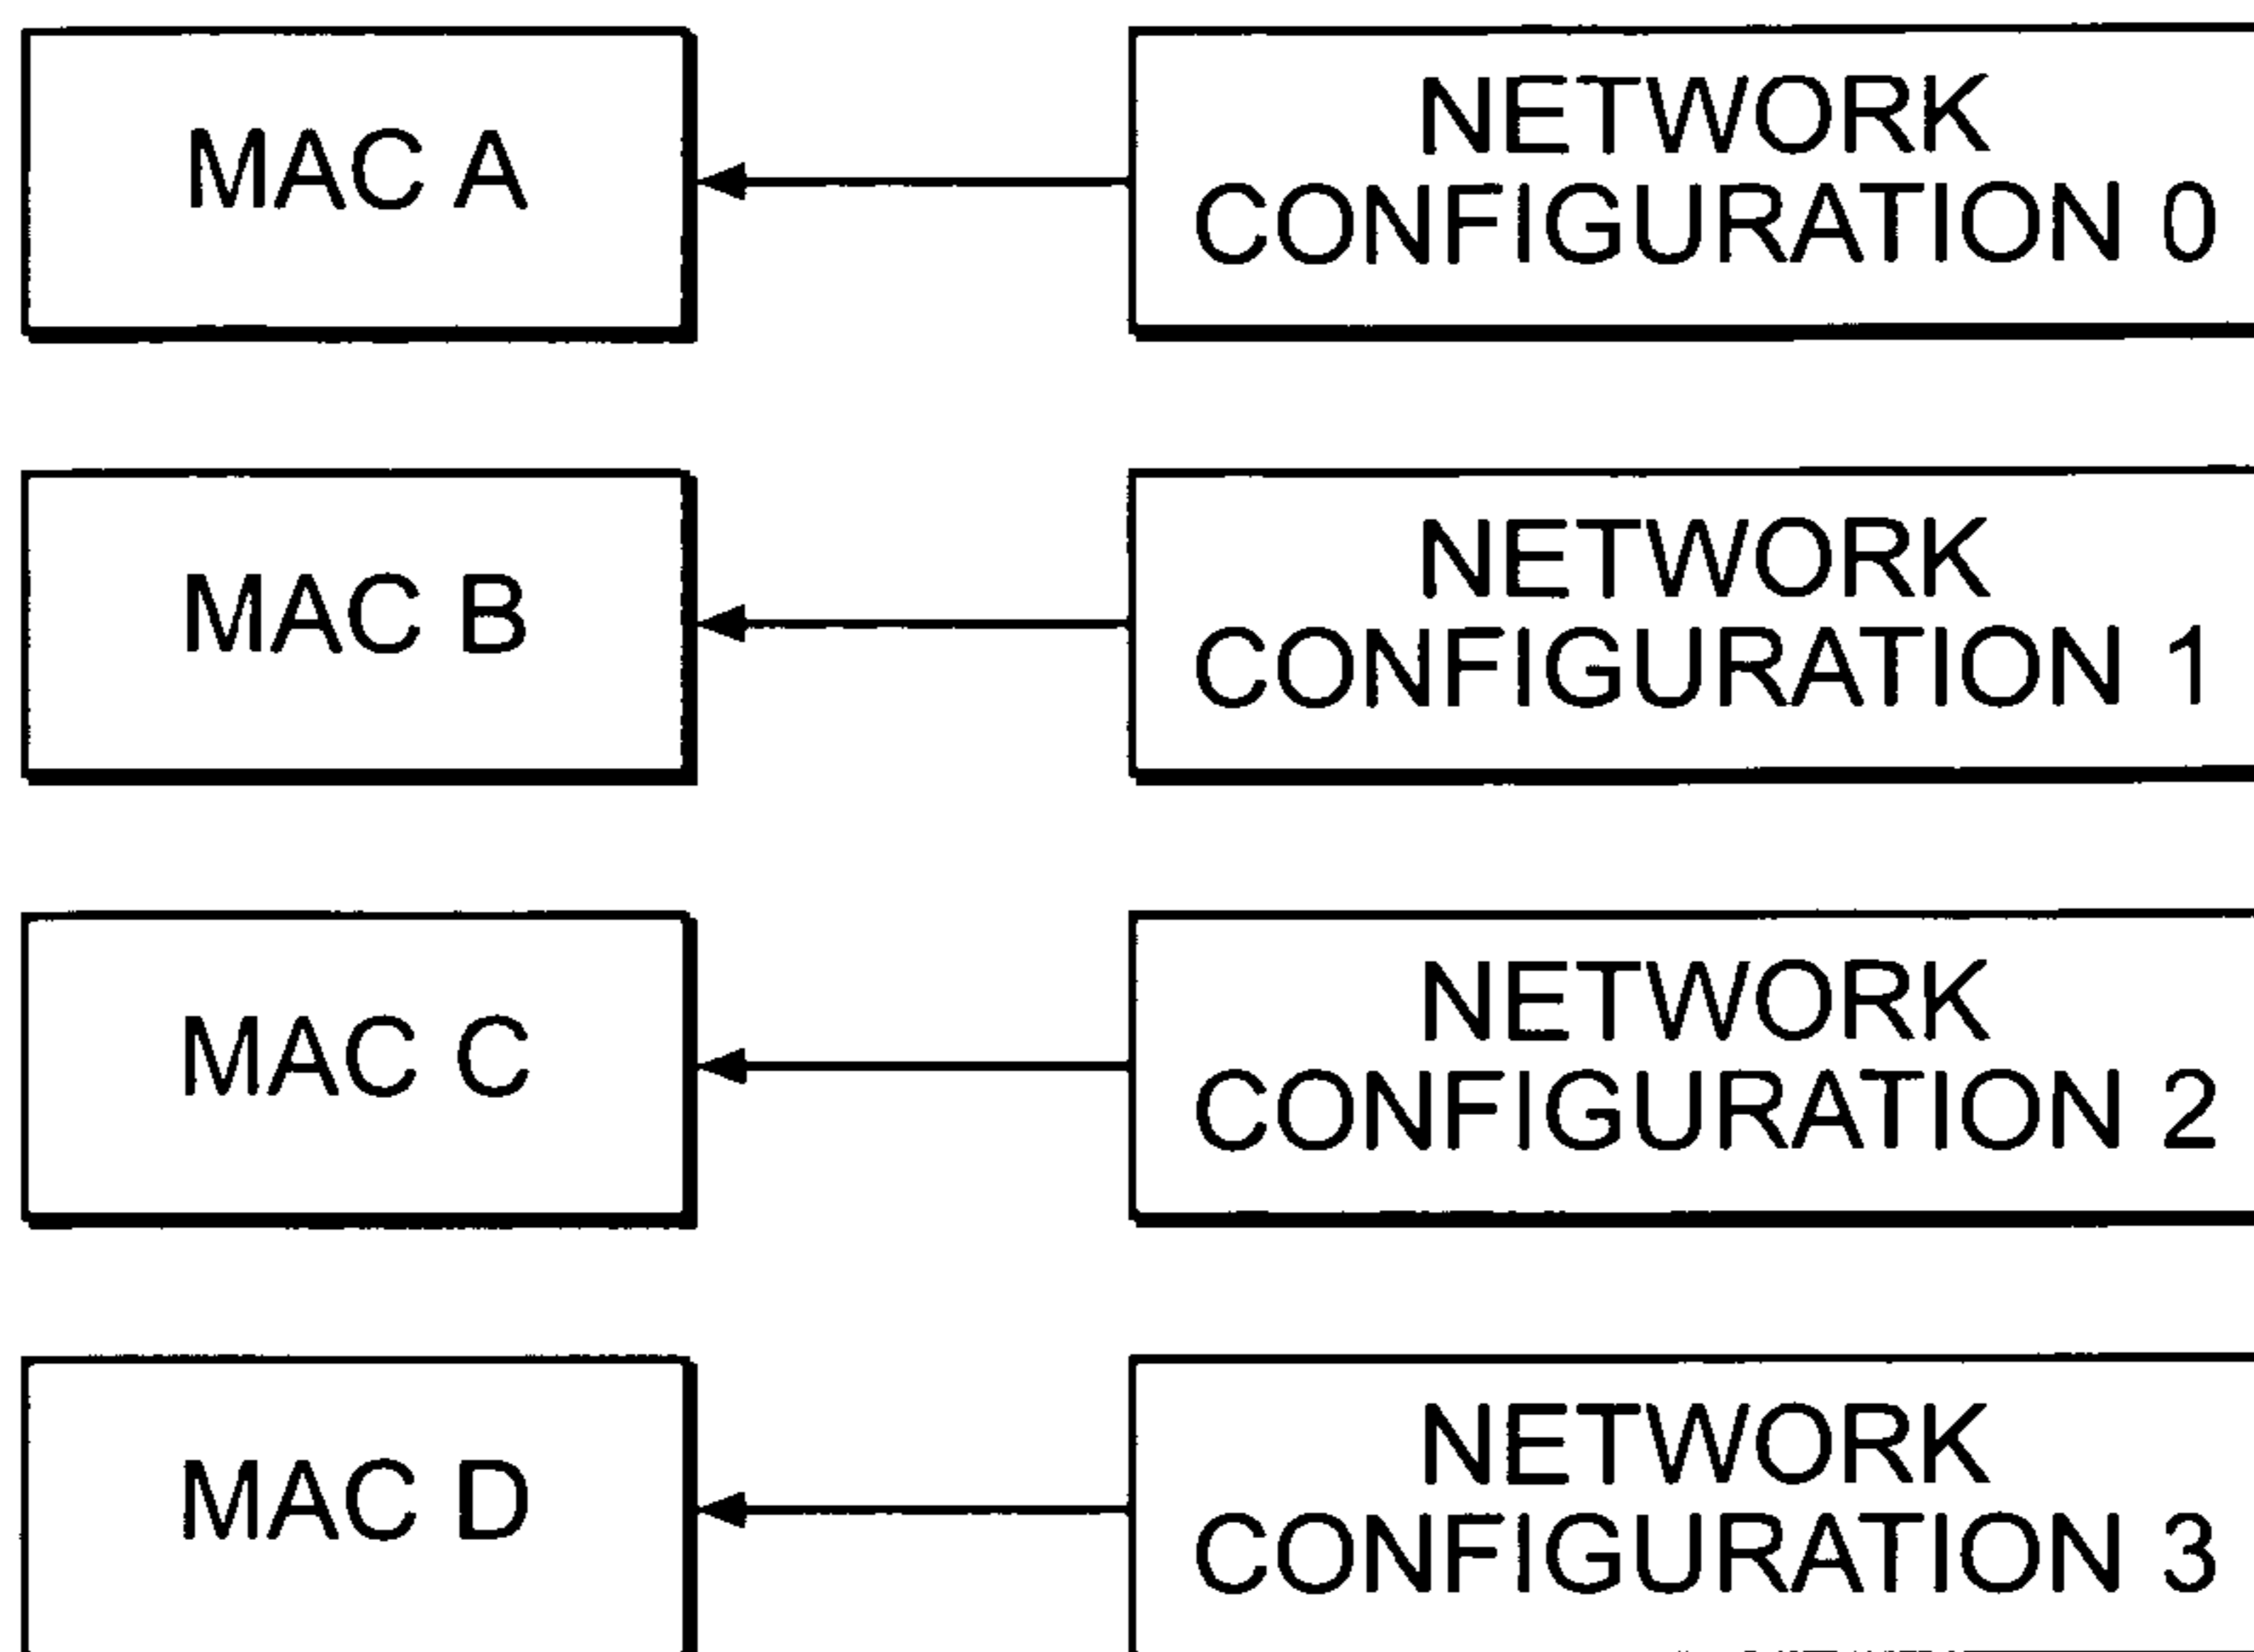 MAC A
NETWORK
CONFIGURATION 0
MAC B
NETWORK
CONFIGURATION 1
MAC C
NETWORK
CONFIGURATION 2
MAC D
NETWORK
CONFIGURATION 3